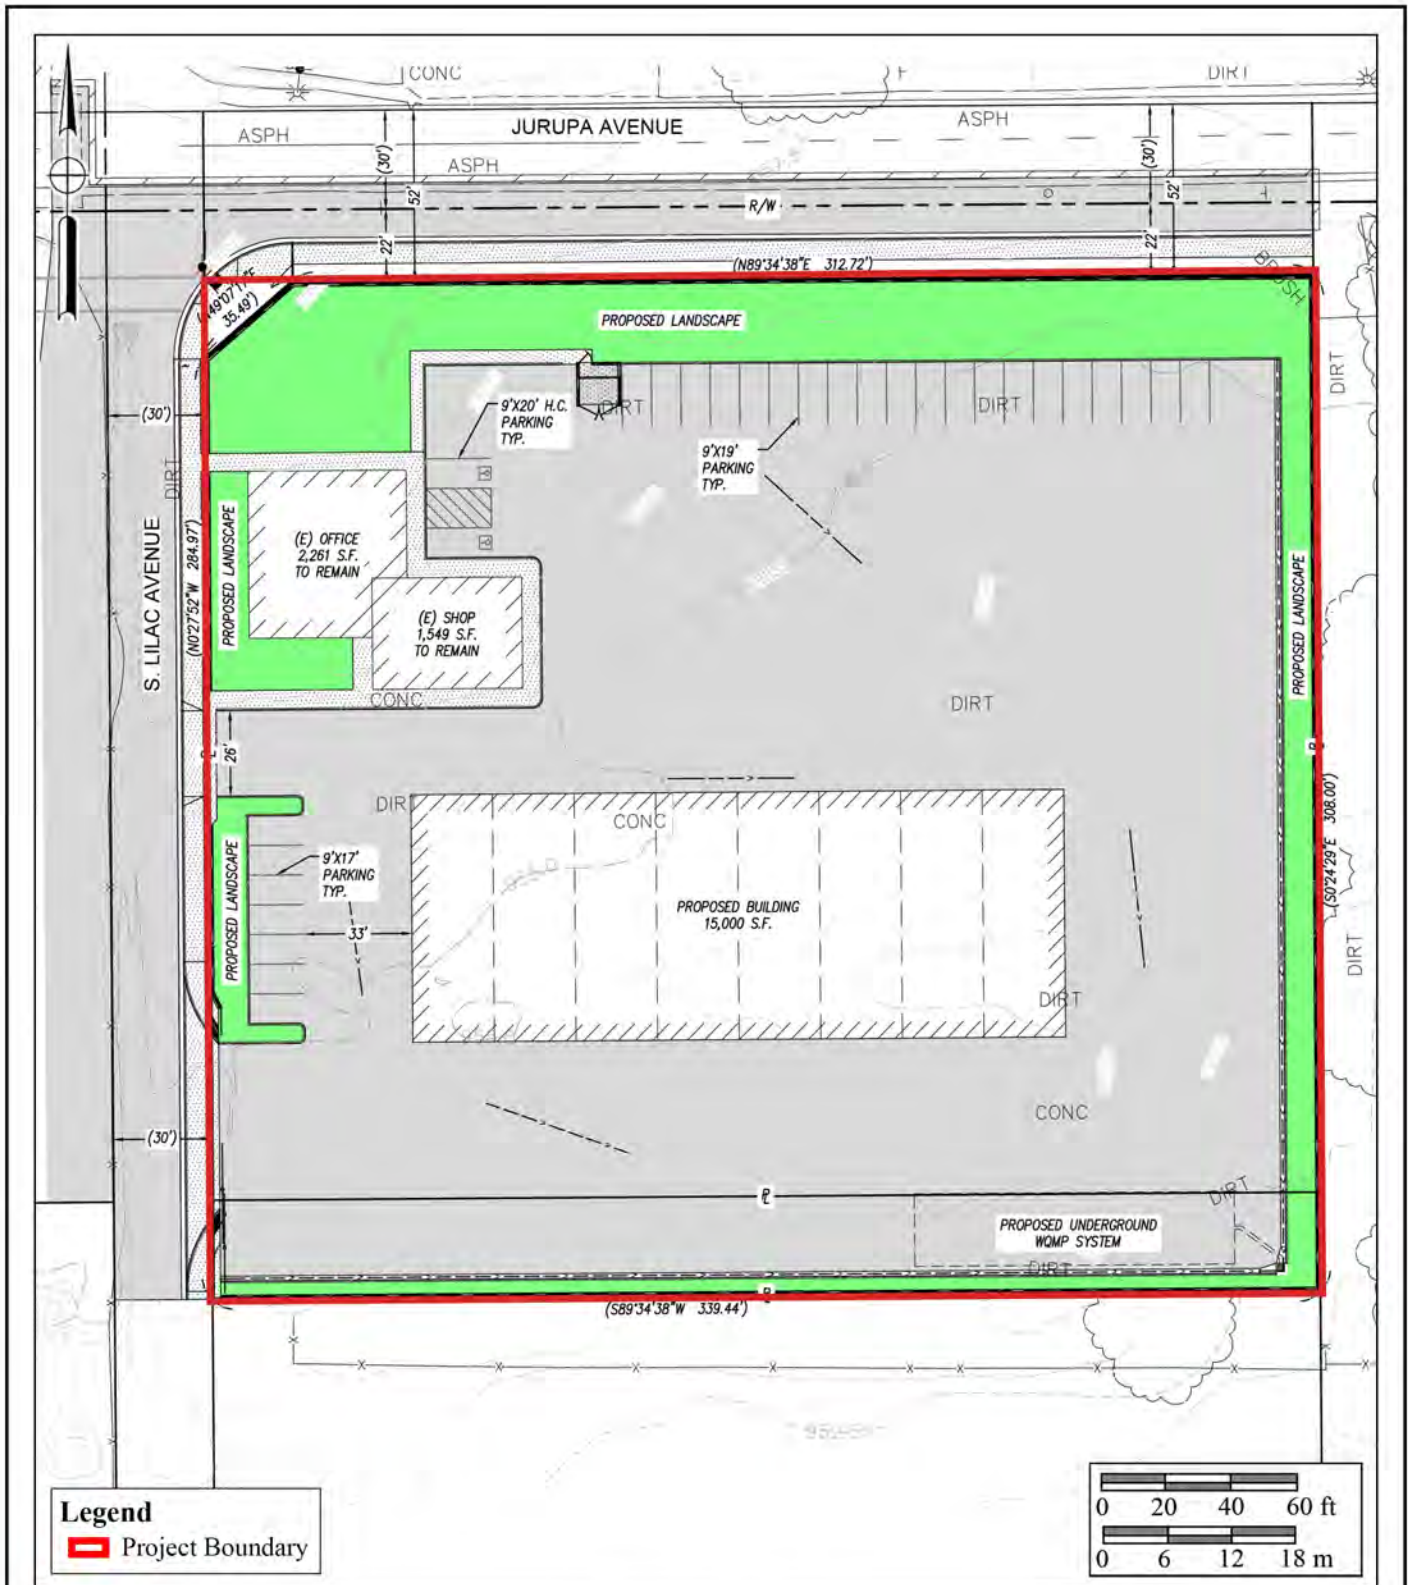 CONC
F
DIRT
ASPH
JURUPA AVENUE
ASPH
ASPH
(30')
52'
22'
(30')
52'
22'
R/W
(N89°34'38"E 312.72')
BRUSH
35.49')
PROPOSED LANDSCAPE
DIRT
(30')
9'X20' H.C.
PARKING
TYP.
DIRT
DIRT
9'X19'
PARKING
TYP.
DIRT
S. LILAC AVENUE
(N0°27'52"W 284.97')
PROPOSED LANDSCAPE
(E) OFFICE
2,261 S.F.
TO REMAIN
(E) SHOP
1,549 S.F.
TO REMAIN
PROPOSED LANDSCAPE
CONC
DIRT
26'
(S0°24'29"E 308.00')
DIR
CONC
PROPOSED LANDSCAPE
9'X17'
PARKING
TYP.
33'
PROPOSED BUILDING
15,000 S.F.
DIRT
DIRT
CONC
(30')
DIRT
PROPOSED UNDERGROUND
WQMP SYSTEM
DIRT
(S89°34'38"W 339.44')
Legend
Project Boundary
0 20 40 60 ft
0 6 12 18 m